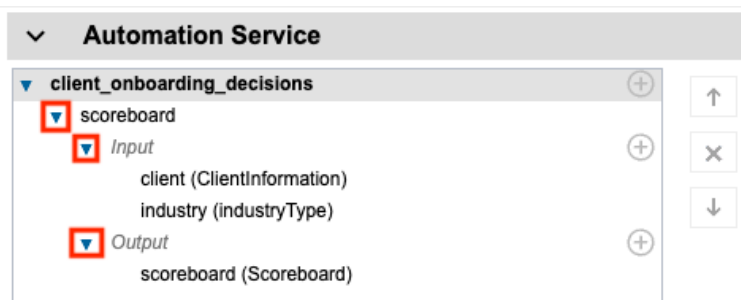 Automation Service
client_onboarding_decisions
scoreboard
Input
client (ClientInformation)
industry (industryType)
Output
scoreboard (Scoreboard)